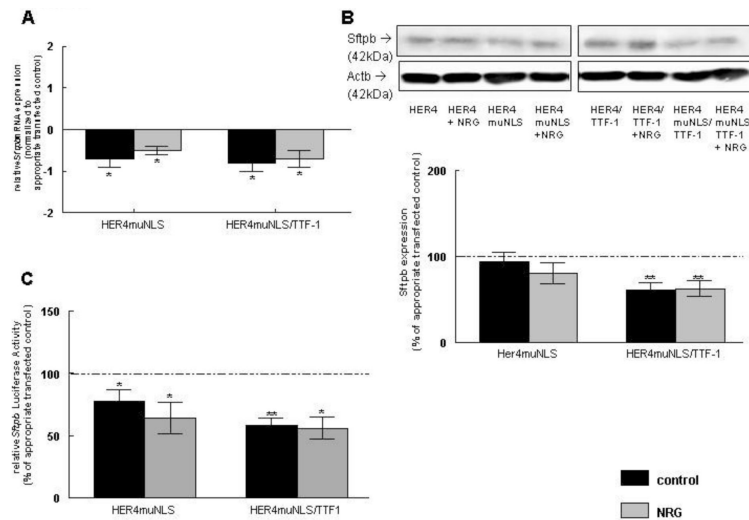 A
relative Sftpb mRNA expression
(normalized to
appropriate transfected control)
2
1
0
-1
-2
*
*
*
*
HER4muNLS
HER4muNLS/TTF-1
B
Sftpb →
(42kDa)
Actb →
(42kDa)
HER4
HER4
+ NRG
HER4
muNLS
HER4
muNLS
+NRG
HER4/
TTF-1
HER4/
TTF-1
+NRG
HER4
muNLS/
TTF-1
HER4
muNLS/
TTF-1
+ NRG
Sftpb expression
(% of appropriate transfected control)
200
100
0
**
**
Her4muNLS
HER4muNLS/TTF-1
C
relative Sftpb Luciferase Activity
(% of appropriate transfected control)
150
100
50
0
*
*
**
*
HER4muNLS
HER4muNLS/TTF1
control
NRG